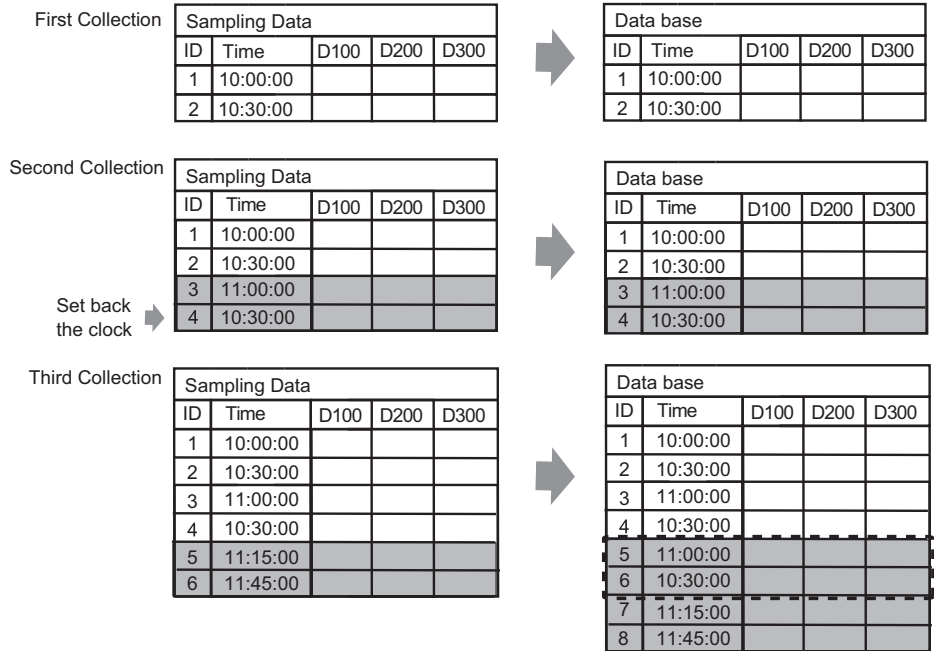 First Collection
Sampling Data
ID Time D100 D200 D300
1 10:00:00
2 10:30:00
Data base
ID Time D100 D200 D300
1 10:00:00
2 10:30:00
Second Collection
Sampling Data
ID Time D100 D200 D300
1 10:00:00
2 10:30:00
3 11:00:00
4 10:30:00
Set back
the clock
Data base
ID Time D100 D200 D300
1 10:00:00
2 10:30:00
3 11:00:00
4 10:30:00
Third Collection
Sampling Data
ID Time D100 D200 D300
1 10:00:00
2 10:30:00
3 11:00:00
4 10:30:00
5 11:15:00
6 11:45:00
Data base
ID Time D100 D200 D300
1 10:00:00
2 10:30:00
3 11:00:00
4 10:30:00
5 11:00:00
6 10:30:00
7 11:15:00
8 11:45:00